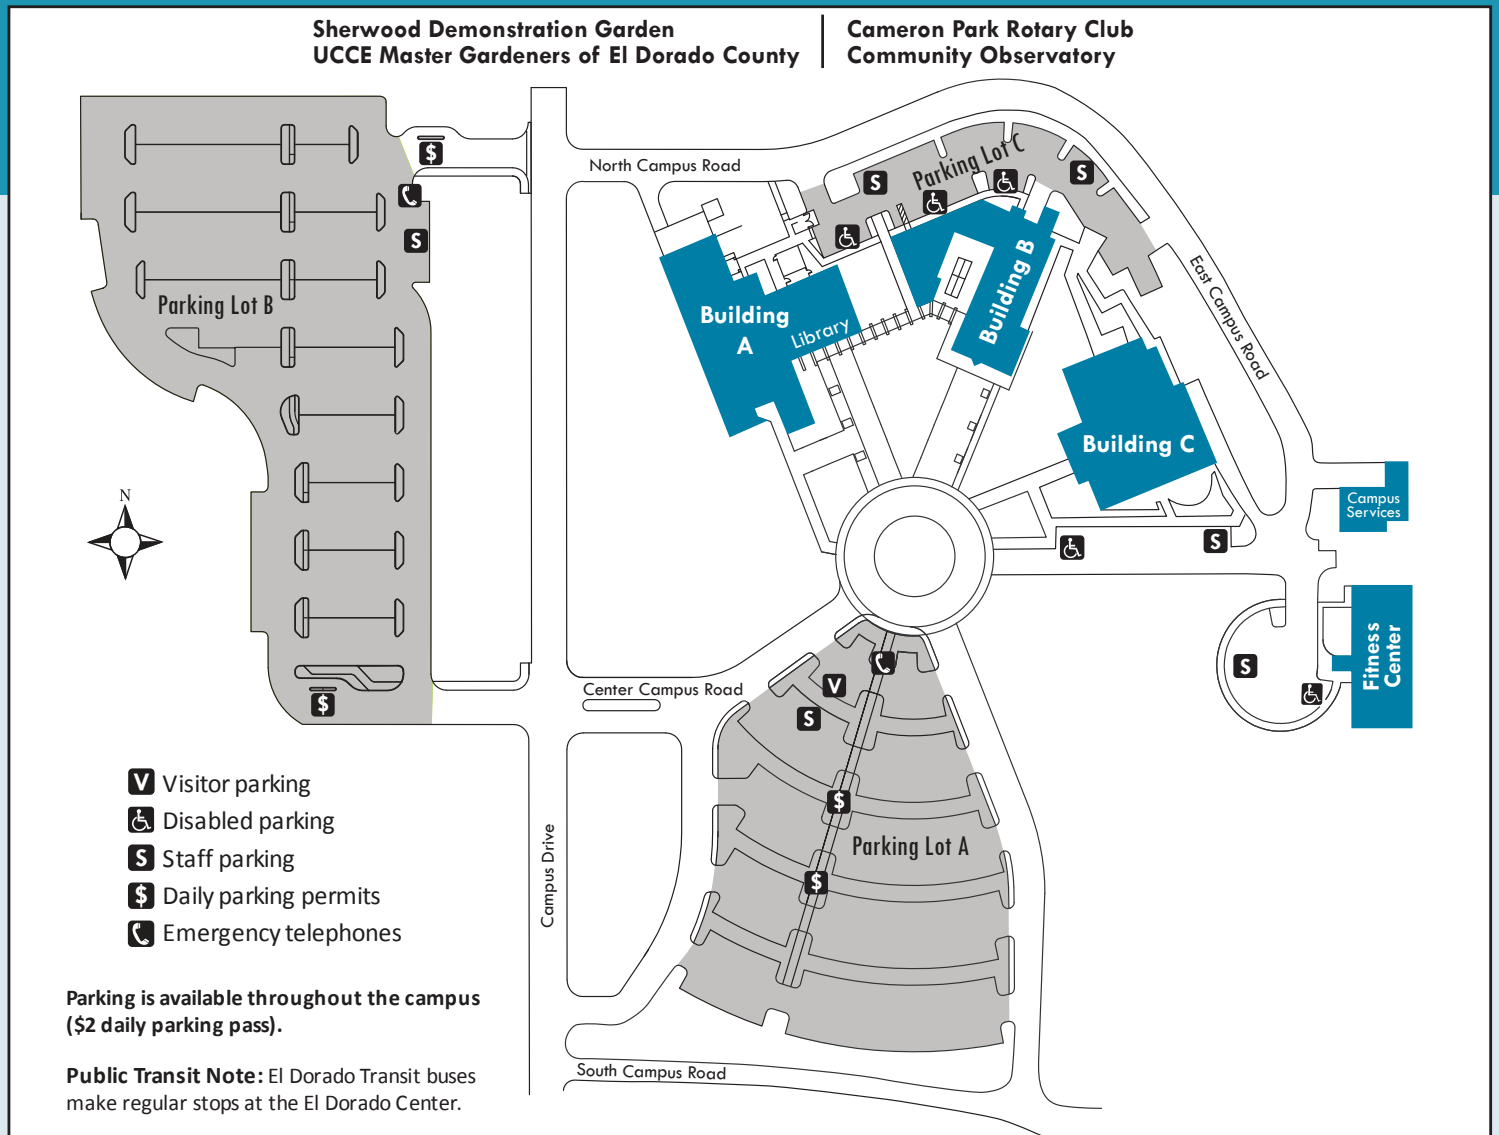 Sherwood Demonstration Garden
UCCE Master Gardeners of El Dorado County
Cameron Park Rotary Club
Community Observatory
North Campus Road
Parking Lot C
S
S
$
S
Parking Lot B
Building
A
Library
Building B
East Campus Road
Building C
Campus
Services
N
S
S
Fitness
Center
Center Campus Road
V
S
$
$
Parking Lot A
$
Campus Drive
V Visitor parking
Disabled parking
S Staff parking
$ Daily parking permits
Emergency telephones
Parking is available throughout the campus
($2 daily parking pass).
Public Transit Note: El Dorado Transit buses
make regular stops at the El Dorado Center.
South Campus Road